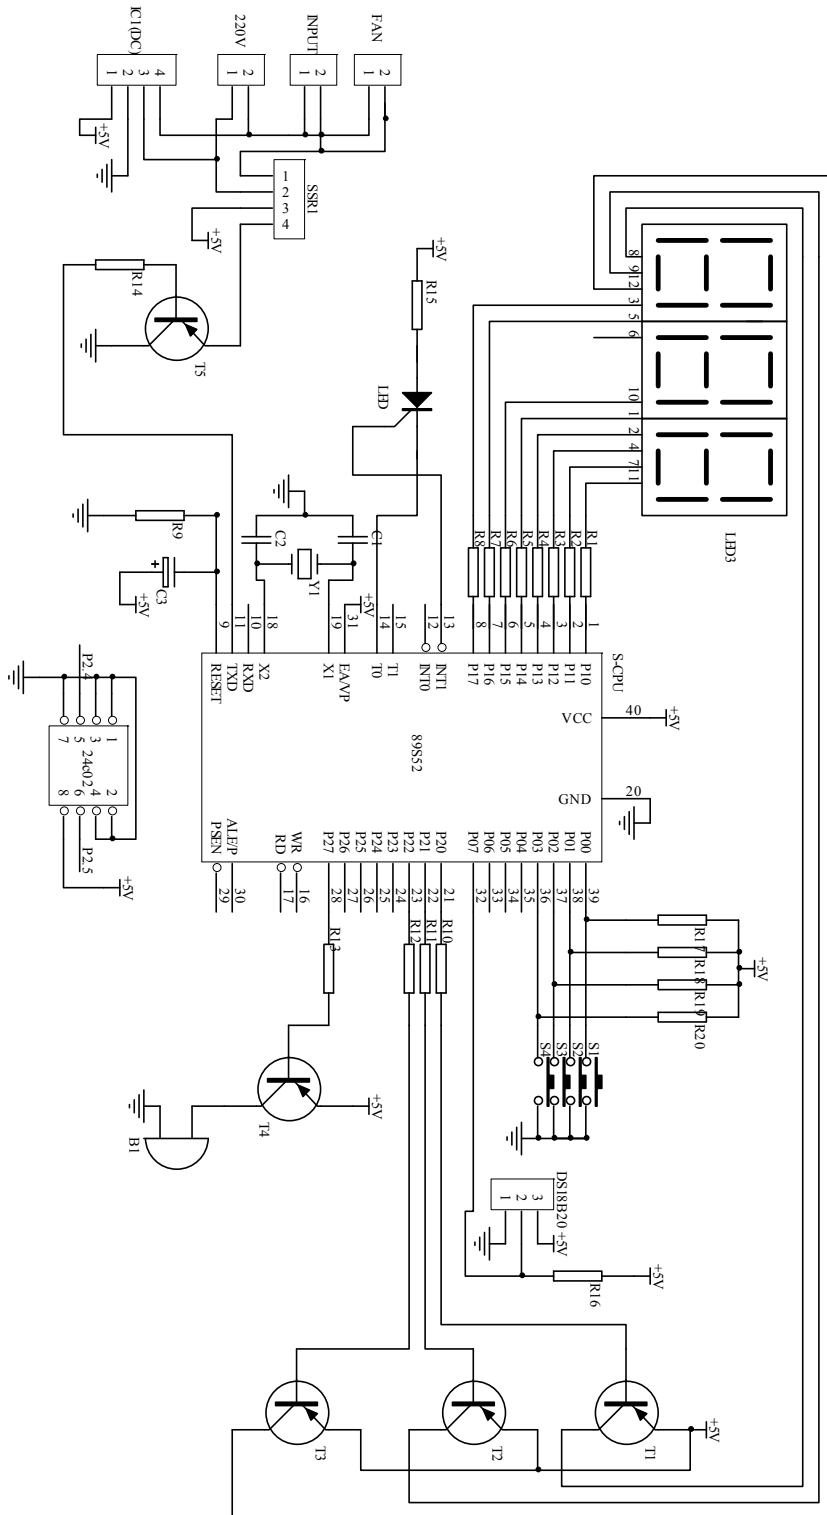 IC1(DC)
220V
INPUT
FAN
1 2 3 4
1 2
1 2
1 2
+5V
1
2
3
4
SSR1
+5V
R14
T5
+5V
R15
LED
8
9
12
3
5
6
10
1
2
4
7
11
LED3
R9
+5V
C3
C2
C1
Y1
+5V
R8
R7
R6
R5
R4
R3
R2
R1
9
11
10
18
19
31
14
15
12
13
8
7
6
5
4
3
2
1
RESET
TXD
RXD
X2
X1
EA/VP
T0
T1
INT0
INT1
P17
P16
P15
P14
P13
P12
P11
P10
S-CPU
VCC
40
+5V
89S52
GND
20
PSEN
ALE/P
RD
WR
P27
P26
P25
P24
P23
P22
P21
P20
P07
P06
P05
P04
P03
P02
P01
P00
29
30
17
16
28
27
26
25
24
23
22
21
32
33
34
35
36
37
38
39
P2.4
7
5
3
1
24c02
8
6
4
2
P2.5
+5V
R13
R12
R11
R10
R17
R18
R19
R20
+5V
S4
S3
S2
S1
T4
+5V
B1
DS18B20
1
2
3
+5V
R16
+5V
T3
T2
T1
+5V